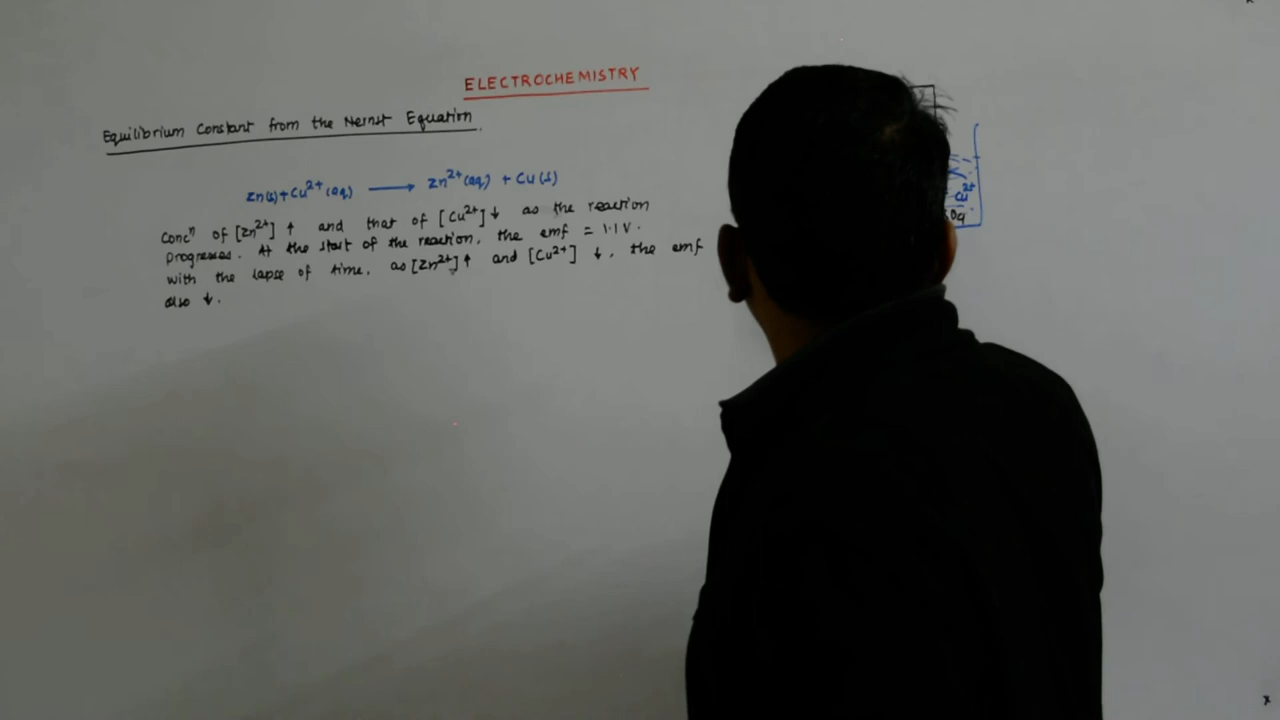 ELECTROCHEMISTRY
Equilibrium Constant from the Nernst Equation.
Zn(s) + Cu²⁺(aq) ⟶ Zn²⁺(aq) + Cu(s)
Concⁿ of [Zn²⁺] ↑ and that of [Cu²⁺] ↓ as the reaction
progresses. At the start of the reaction, the emf = 1.1 V.
with the lapse of time, as [Zn²⁺] ↑ and [Cu²⁺] ↓, the emf
also ↓.